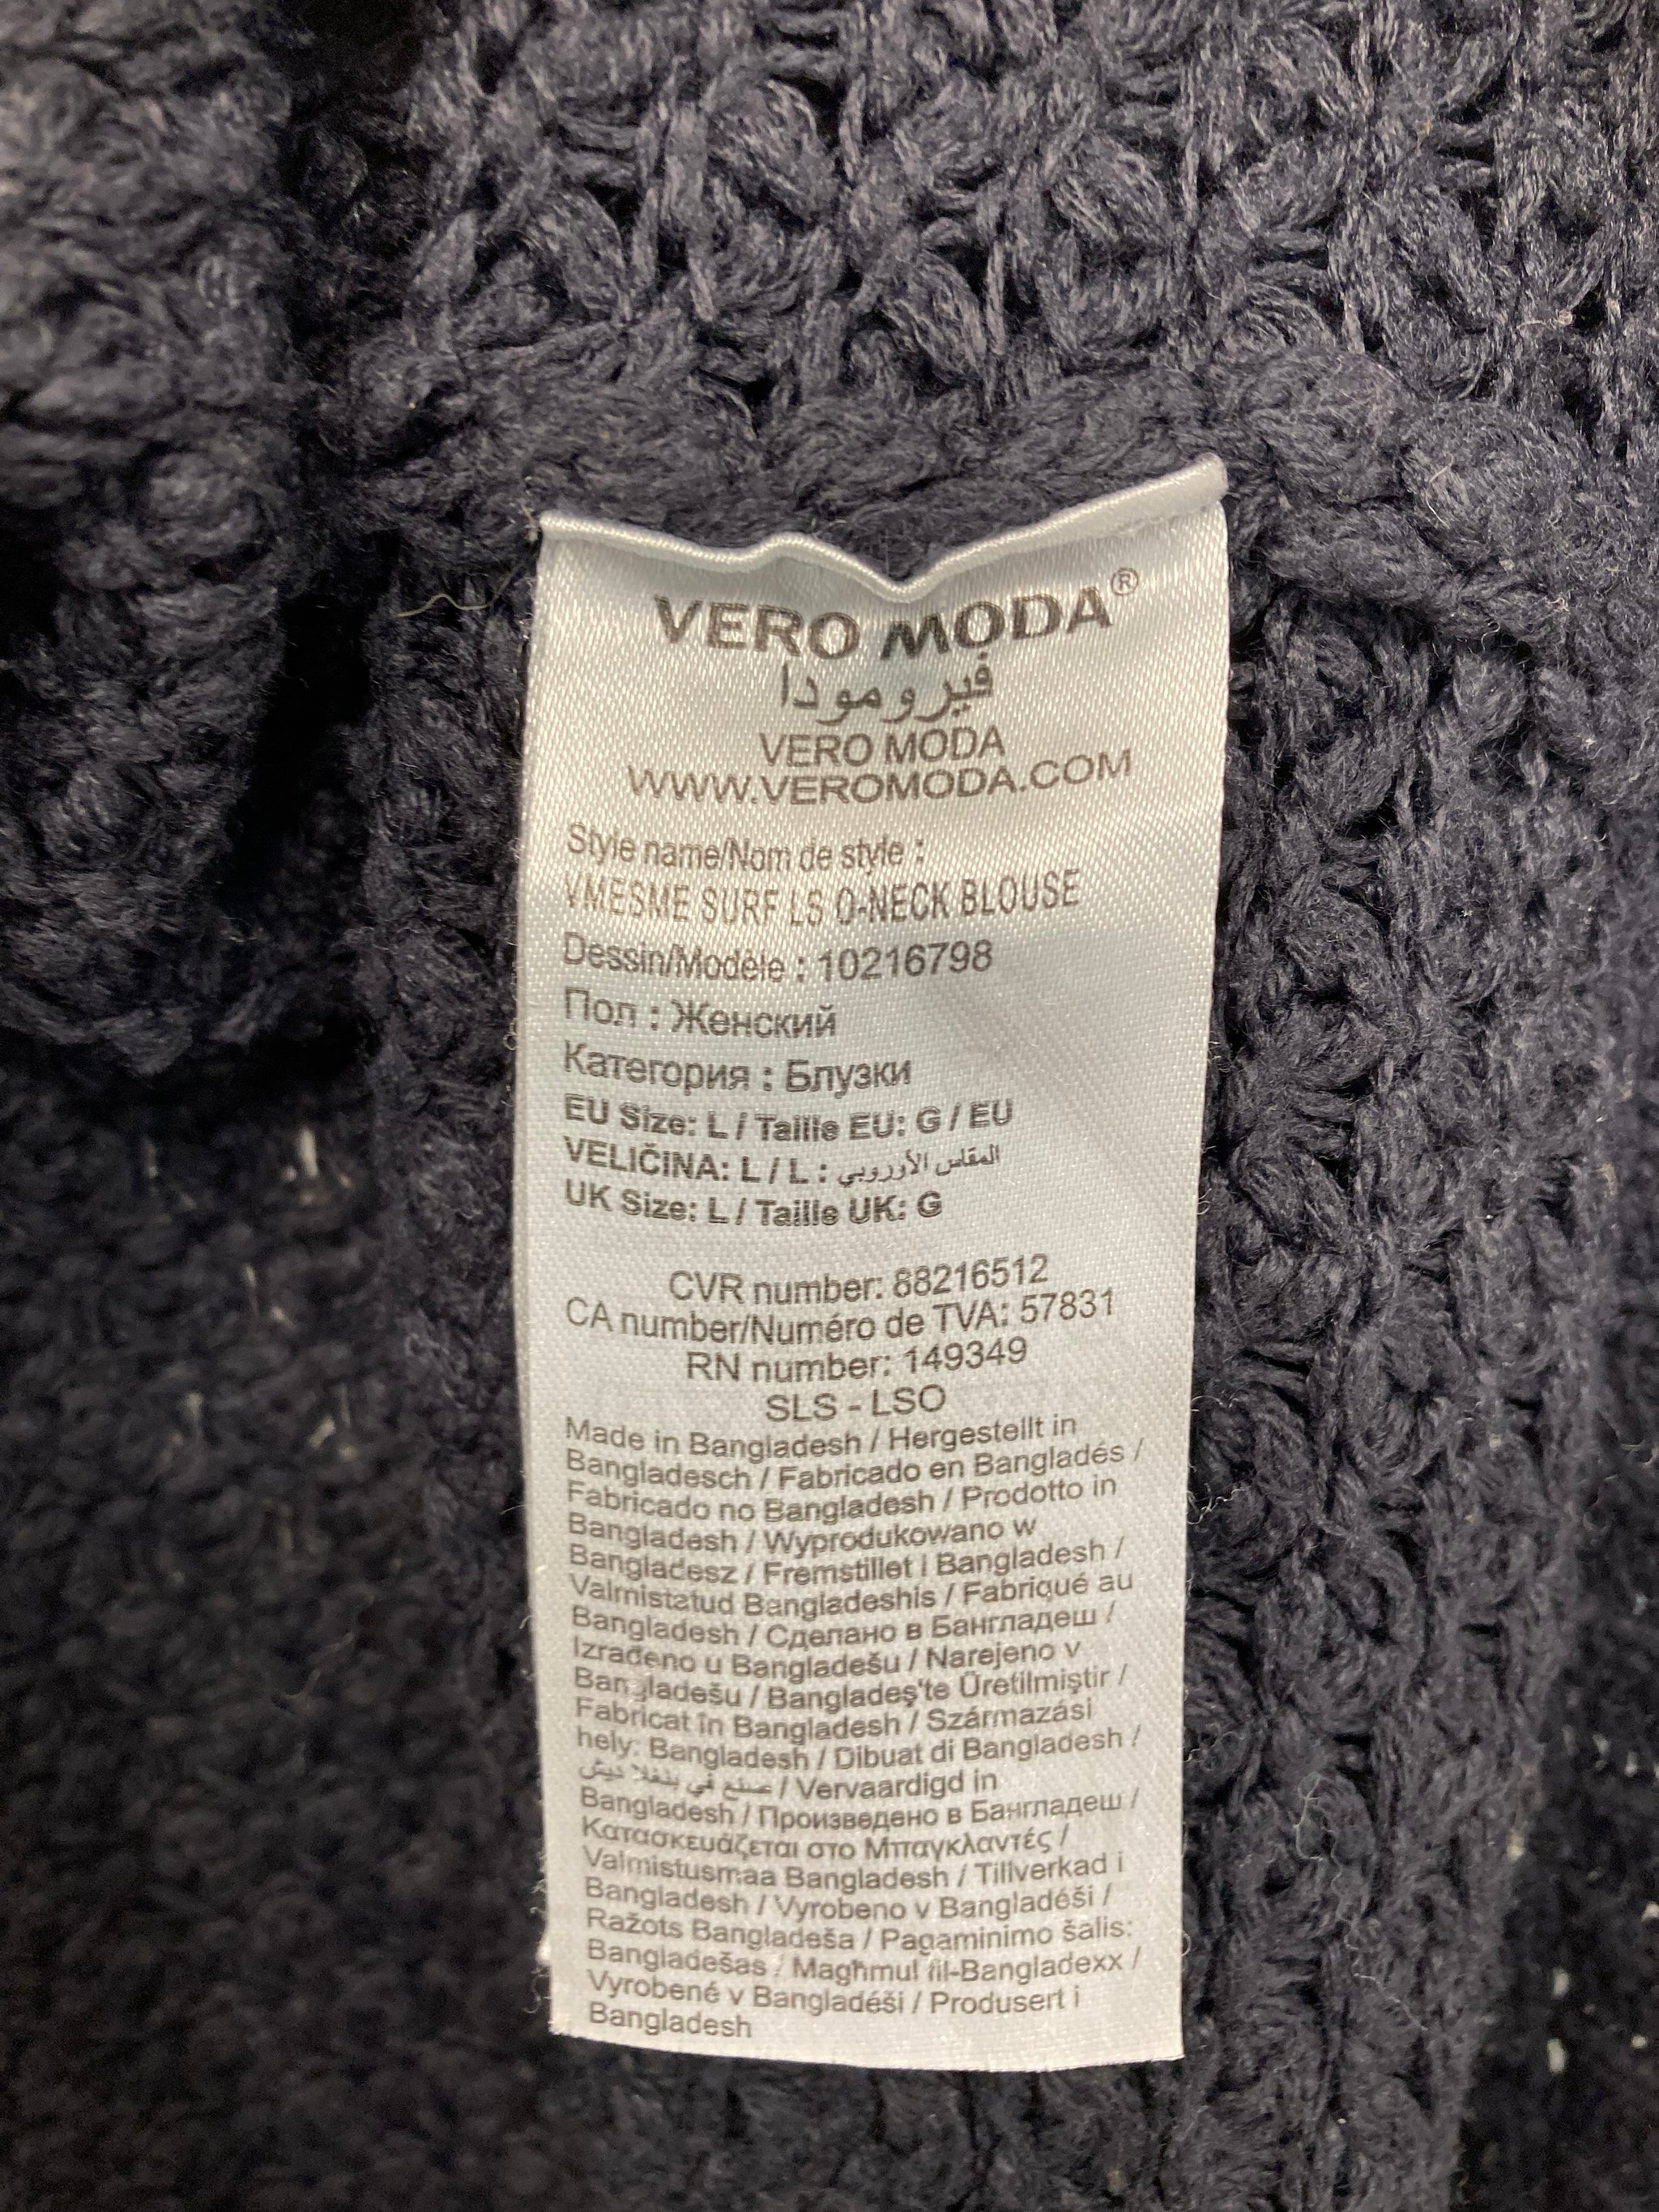 VERO MODA®
فيرومودا
VERO MODA
WWW.VEROMODA.COM
Style name/Nom de style :
VMESME SURF LS O-NECK BLOUSE
Dessin/Modèle : 10216798
Пол : Женский
Категория : Блузки
EU Size: L / Taille EU: G / EU
VELIČINA: L / L : المقاس الأوروبي
UK Size: L / Taille UK: G
CVR number: 88216512
CA number/Numéro de TVA: 57831
RN number: 149349
SLS - LSO
Made in Bangladesh / Hergestellt in
Bangladesch / Fabricado en Bangladés /
Fabricado no Bangladesh / Prodotto in
Bangladesh / Wyprodukowano w
Bangladesz / Fremstillet i Bangladesh /
Valmistatud Bangladeshis / Fabriqué au
Bangladesh / Сделано в Бангладеш /
Izrađeno u Bangladešu / Narejeno v
Bangladešu / Bangladeş'te Üretilmiştir /
Fabricat în Bangladesh / Származási
hely: Bangladesh / Dibuat di Bangladesh /
صنع في بنغلا ديش / Vervaardigd in
Bangladesh / Произведено в Бангладеш /
Κατασκευάζεται στο Μπαγκλαντές /
Valmistusmaa Bangladesh / Tillverkad i
Bangladesh / Vyrobeno v Bangladéši /
Ražots Bangladeša / Pagaminimo šalis:
Bangladešas / Magħmul fil-Bangladexx /
Vyrobené v Bangladéši / Produsert i
Bangladesh